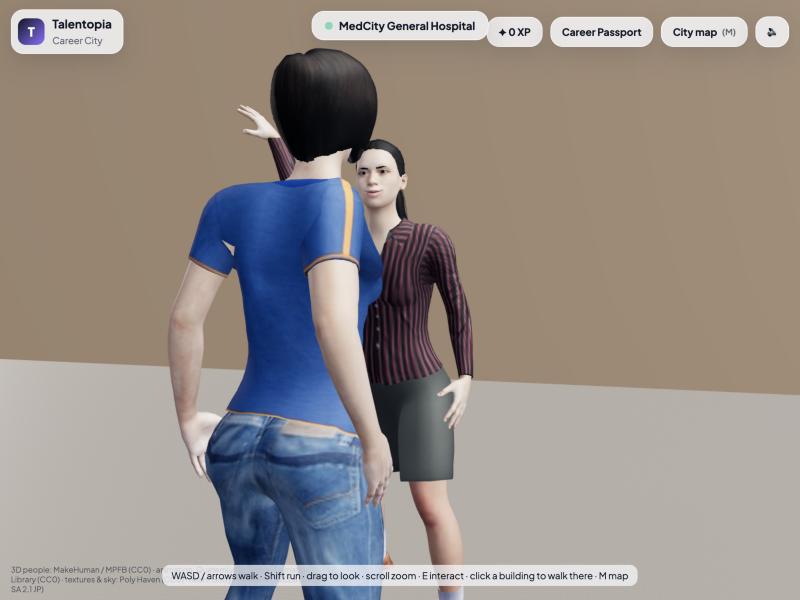 Talentopia
Career City
T
MedCity General Hospital
✦ 0 XP
Career Passport
City map (M)
3D people: MakeHuman / MPFB (CC0) · 
Library (CC0) · textures & sky: Poly Haven
SA 2.1 JP)
WASD / arrows walk · Shift run · drag to look · scroll zoom · E interact · click a building to walk there · M map